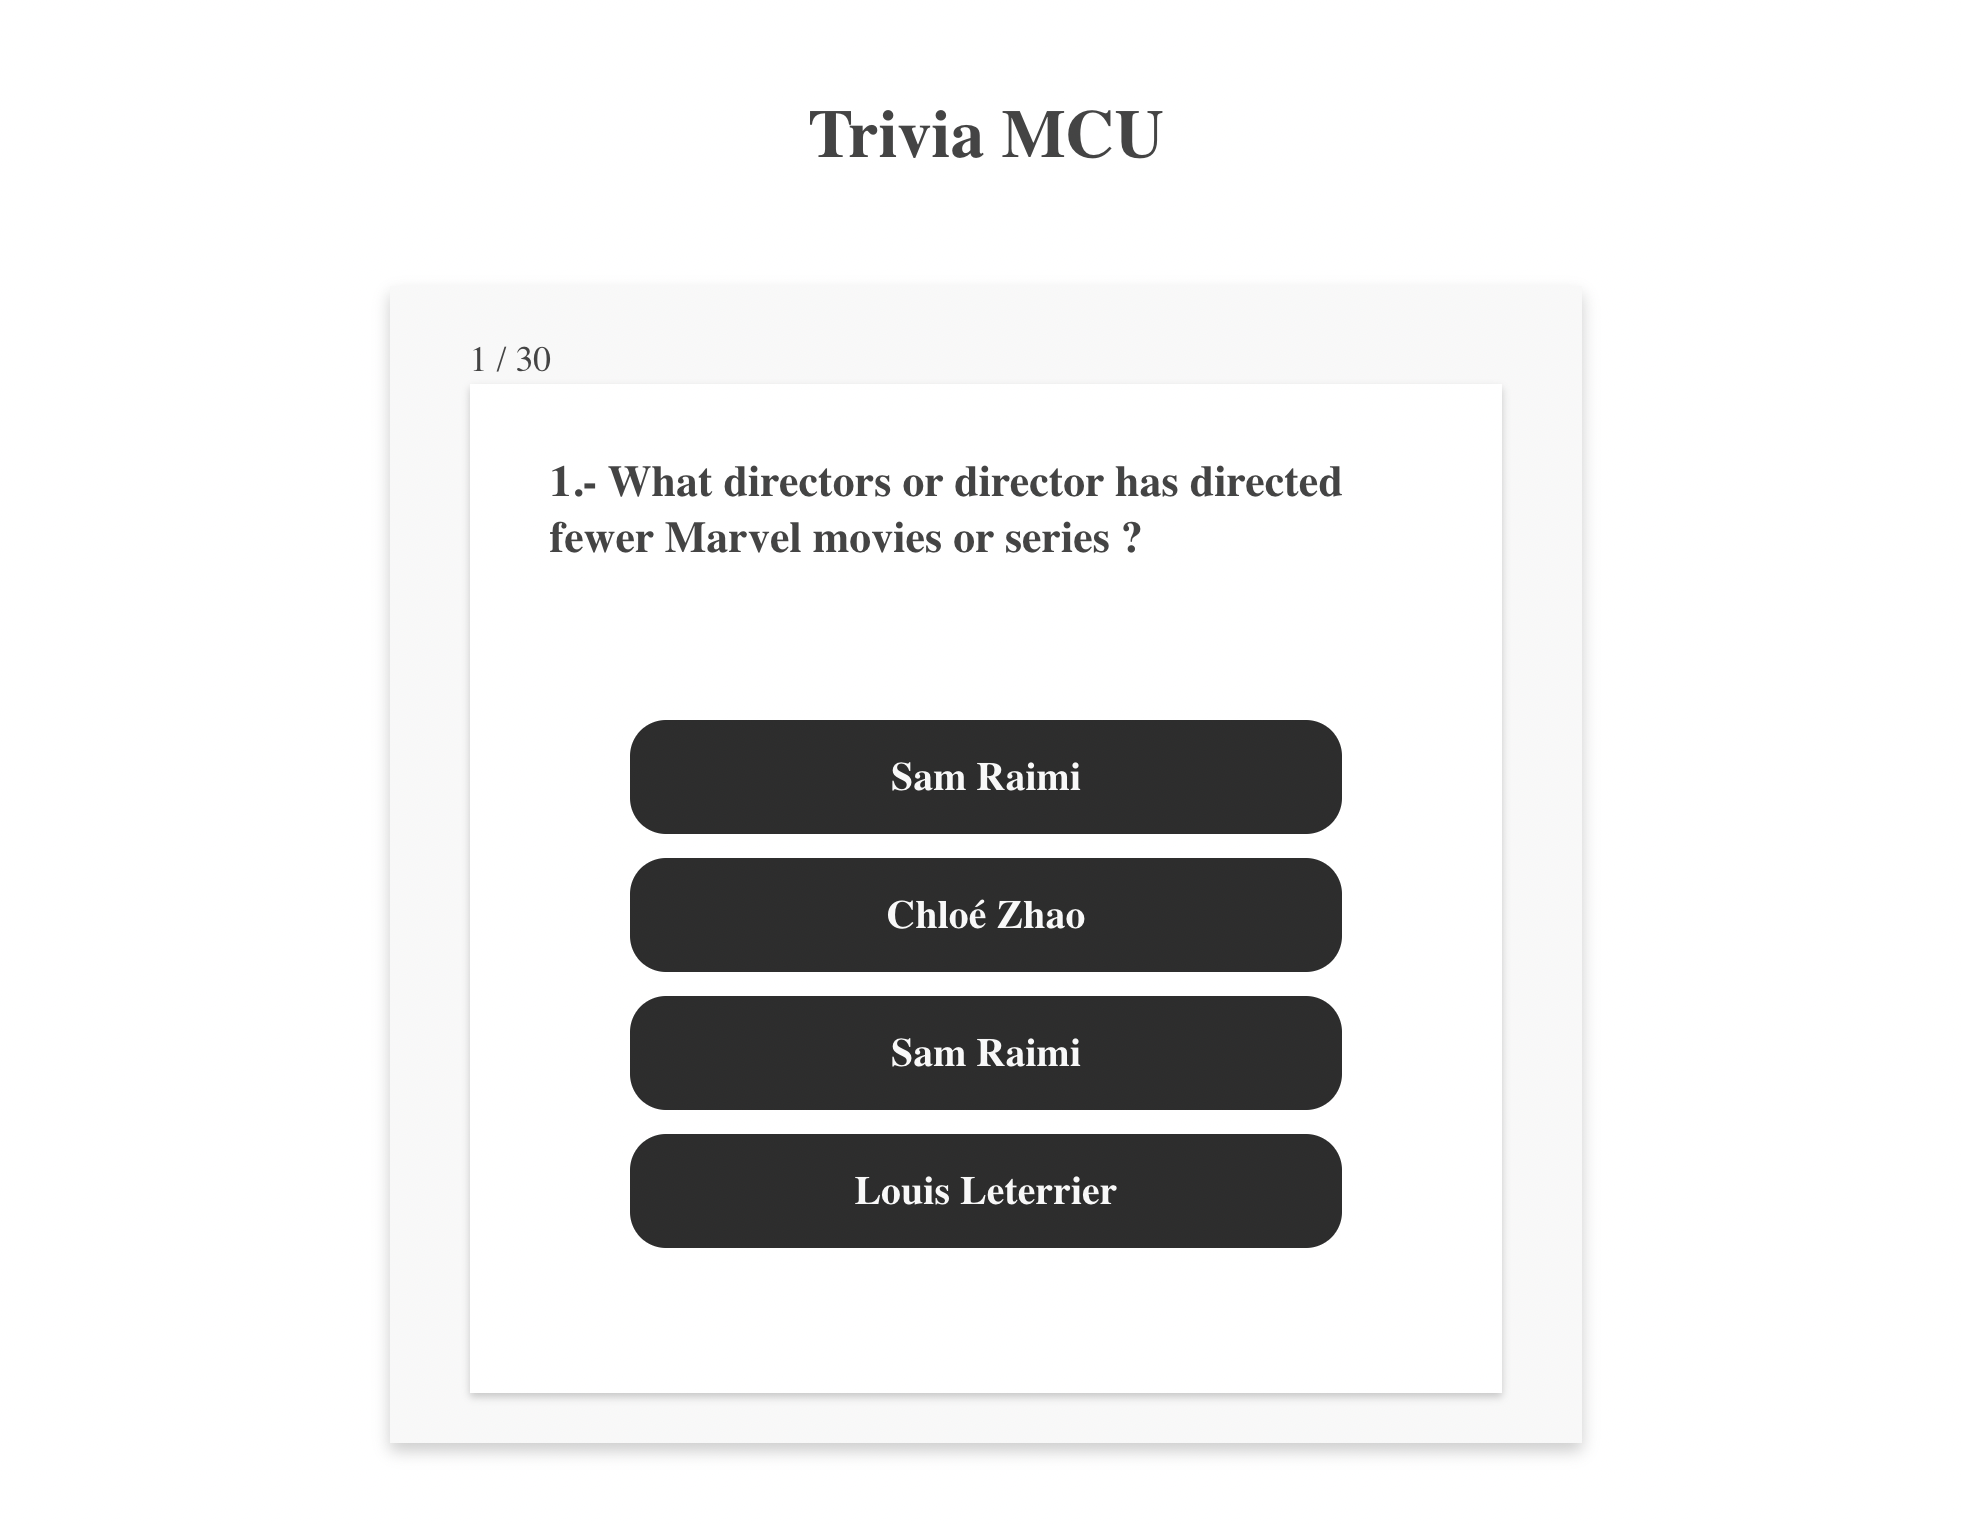 Trivia MCU
1 / 30
1.- What directors or director has directed
fewer Marvel movies or series ?
Sam Raimi
Chloé Zhao
Sam Raimi
Louis Leterrier